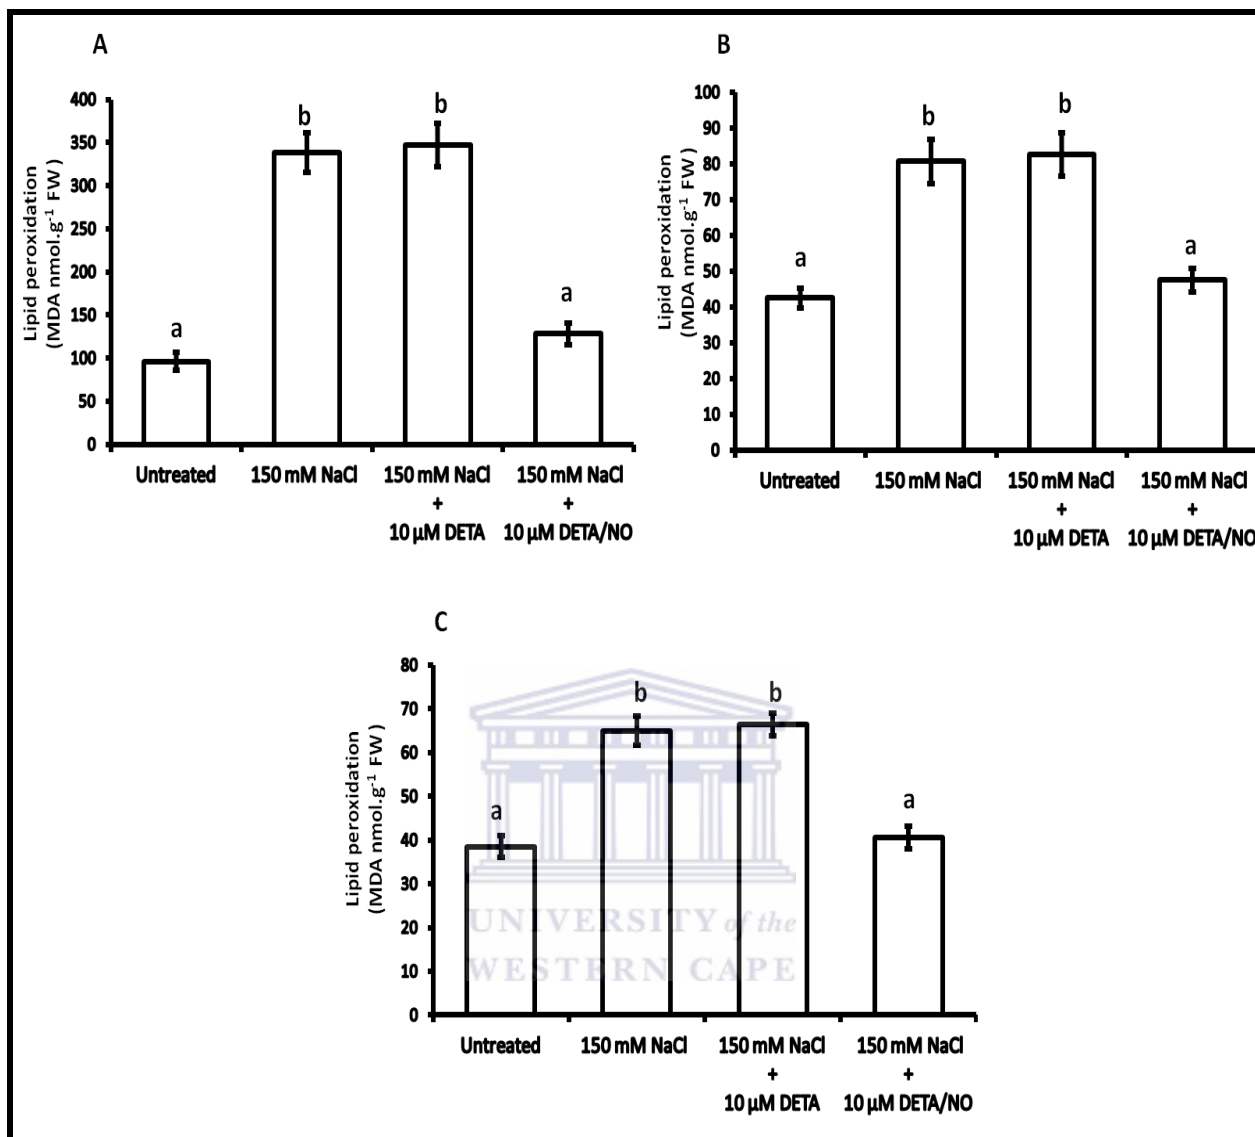 A
Lipid peroxidation
(MDA nmol.g⁻¹ FW )
400
350
300
250
200
150
100
50
0
a
b
b
a
Untreated
150 mM NaCl
150 mM NaCl
+
10 µM DETA
150 mM NaCl
+
10 µM DETA/NO
B
Lipid peroxidation
(MDA nmol.g⁻¹ FW )
100
90
80
70
60
50
40
30
20
10
0
a
b
b
a
Untreated
150 mM NaCl
150 mM NaCl
+
10 µM DETA
150 mM NaCl
+
10 µM DETA/NO
C
Lipid peroxidation
(MDA nmol.g⁻¹ FW )
80
70
60
50
40
30
20
10
0
a
b
b
a
UNIVERSITY of the
WESTERN CAPE
Untreated
150 mM NaCl
150 mM NaCl
+
10 µM DETA
150 mM NaCl
+
10 µM DETA/NO